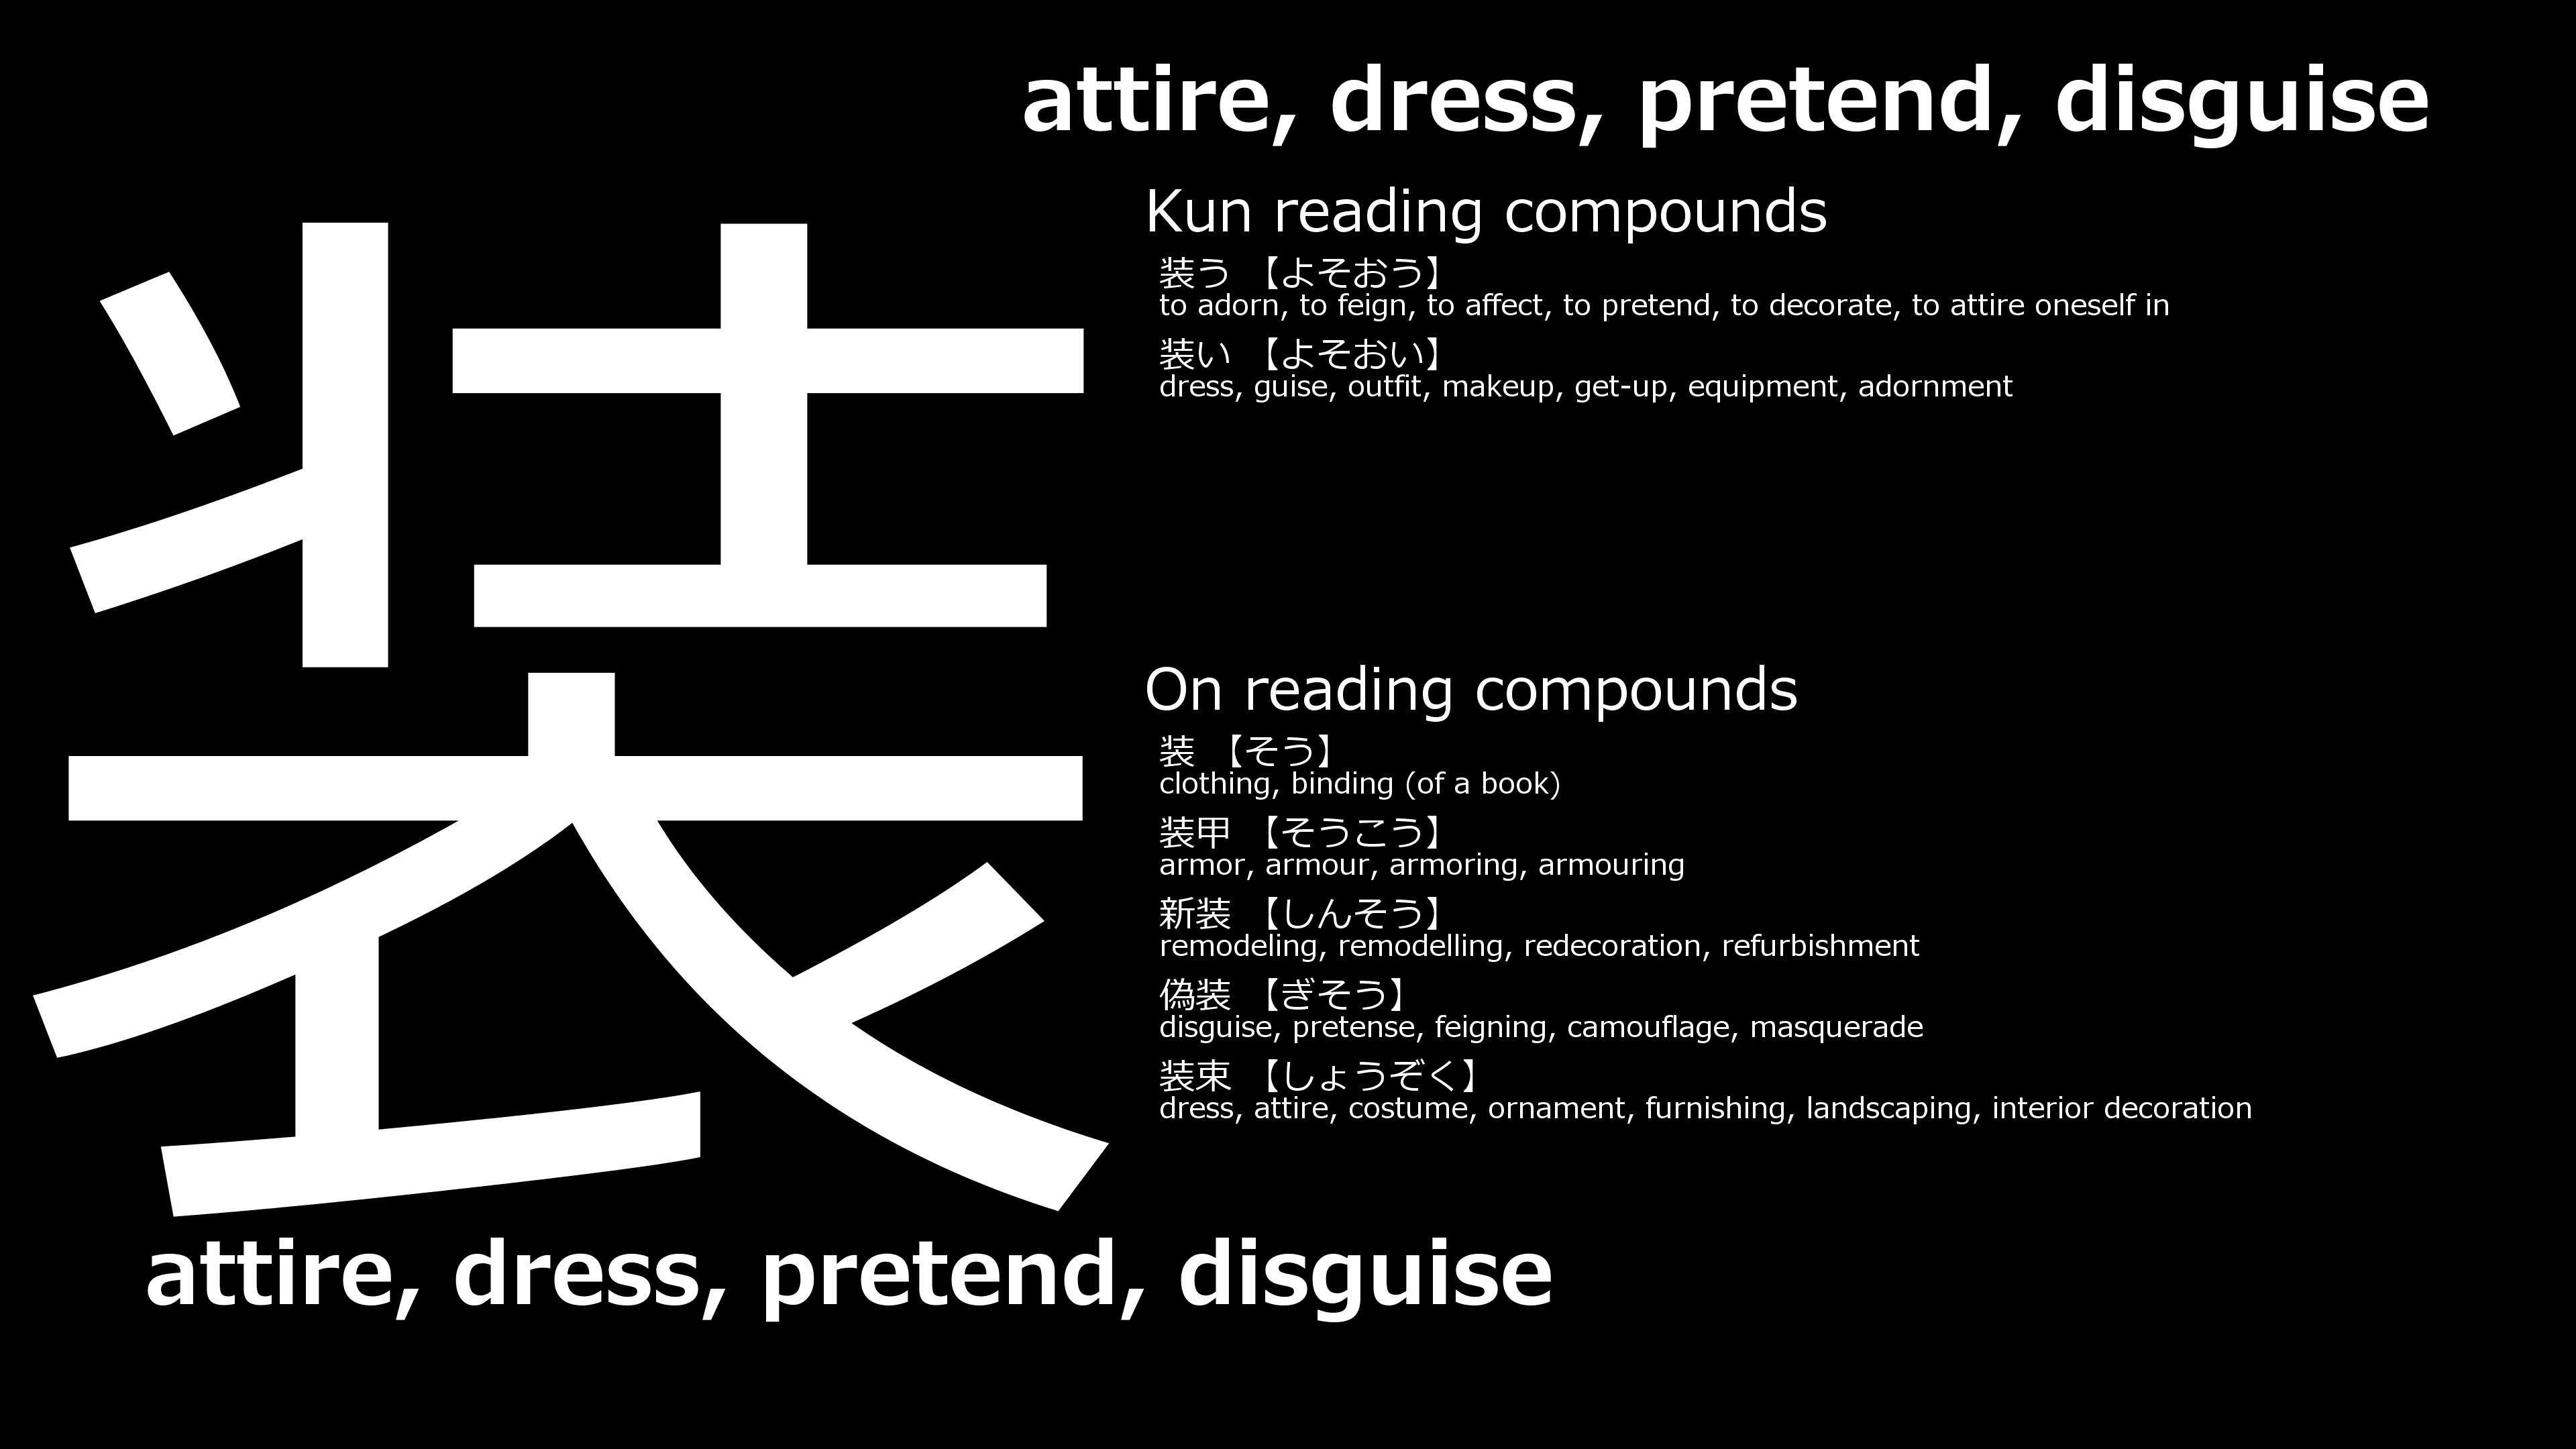 attire, dress, pretend, disguise
装
Kun reading compounds
装う 【よそおう】
to adorn, to feign, to affect, to pretend, to decorate, to attire oneself in
装い 【よそおい】
dress, guise, outfit, makeup, get-up, equipment, adornment
On reading compounds
装 【そう】
clothing, binding (of a book)
装甲 【そうこう】
armor, armour, armoring, armouring
新装 【しんそう】
remodeling, remodelling, redecoration, refurbishment
偽装 【ぎそう】
disguise, pretense, feigning, camouflage, masquerade
装束 【しょうぞく】
dress, attire, costume, ornament, furnishing, landscaping, interior decoration
attire, dress, pretend, disguise